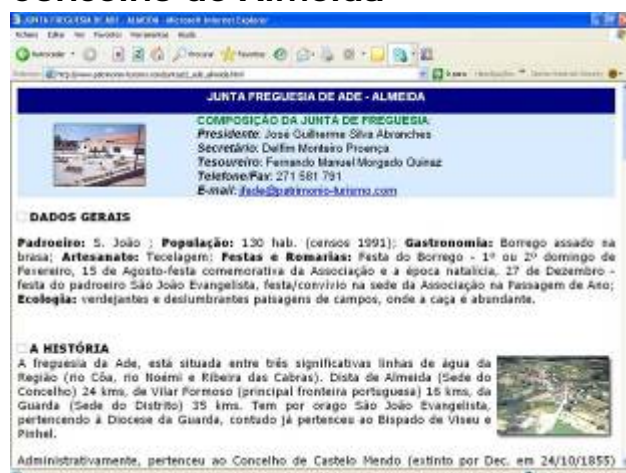 concelho de Almeida
JUNTA FREGUESIA DE ADE - ALMEIDA - Microsoft Internet Explorer
JUNTA FREGUESIA DE ADE - ALMEIDA
COMPOSIÇÃO DA JUNTA DE FREGUESIA:
Presidente: José Guilherme Silva Abranches
Secretário: Delfim Monteiro Proença
Tesoureiro: Fernando Manuel Morgado Quinaz
Telefone/Fax: 271 581 791
E-mail: jfade@patrimonio-turismo.com
DADOS GERAIS
Padroeiro: S. João ; População: 130 hab. (censos 1991); Gastronomia: Borrego assado na
brasa; Artesanato: Tecelagem; Festas e Romarias: Festa do Borrego - 1º ou 2º domingo de
Fevereiro, 15 de Agosto-festa comemorativa da Associação e a época natalícia, 27 de Dezembro -
festa do padroeiro São João Evangelista, festa/convívio na sede da Associação na Passagem de Ano;
Ecologia: verdejantes e deslumbrantes paisagens de campos, onde a caça é abundante.
A HISTÓRIA
A freguesia da Ade, está situada entre três significativas linhas de água da
Região (rio Côa, rio Noémi e Ribeira das Cabras). Dista de Almeida (Sede do
Concelho) 24 kms, de Vilar Formoso (principal fronteira portuguesa) 16 kms, da
Guarda (Sede do Distrito) 35 kms. Tem por orago São João Evangelista,
pertencendo à Diocese da Guarda, contudo já pertenceu ao Bispado de Viseu e
Pinhel.
Administrativamente, pertenceu ao Concelho de Castelo Mendo (extinto por Dec. em 24/10/1855)